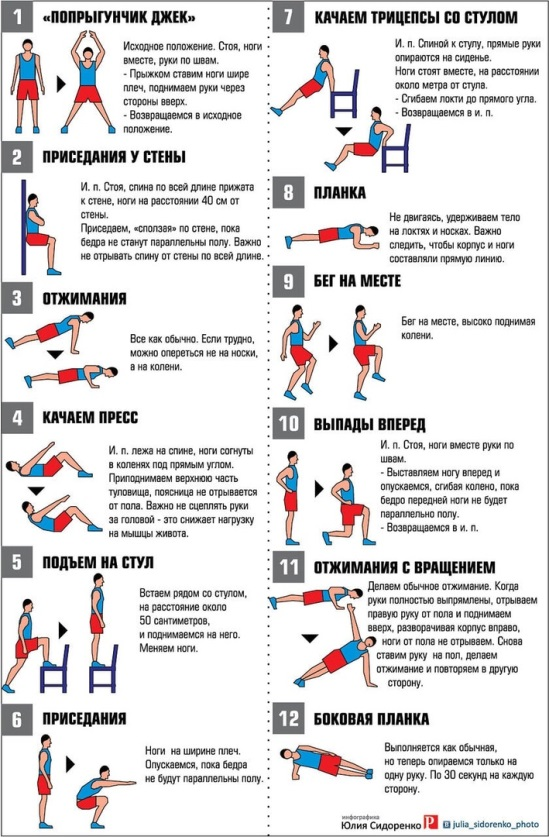 1 «ПОПРЫГУНЧИК ДЖЕК»
Исходное положение. Стоя, ноги
вместе, руки по швам.
- Прыжком ставим ноги шире
плеч, поднимаем руки через
стороны вверх.
- Возвращаемся в исходное
положение.
2 ПРИСЕДАНИЯ У СТЕНЫ
И. п. Стоя, спина по всей длине прижата
к стене, ноги на расстоянии 40 см от
стены.
Приседаем, «сползая» по стене, пока
бедра не станут параллельны полу. Важно
не отрывать спину от стены по всей длине.
3 ОТЖИМАНИЯ
Все как обычно. Если трудно,
можно опереться не на носки,
а на колени.
4 КАЧАЕМ ПРЕСС
И. п. лежа на спине, ноги согнуты
в коленях под прямым углом.
Приподнимаем верхнюю часть
туловища, поясница не отрывается
от пола. Важно не сцеплять руки
за головой - это снижает нагрузку
на мышцы живота.
5 ПОДЪЕМ НА СТУЛ
Встаем рядом со стулом,
на расстояние около
50 сантиметров,
и поднимаемся на него.
Меняем ноги.
6 ПРИСЕДАНИЯ
Ноги на ширине плеч.
Опускаемся, пока бедра
не будут параллельны полу.
7 КАЧАЕМ ТРИЦЕПСЫ СО СТУЛОМ
И. п. Спиной к стулу, прямые руки
опираются на сиденье.
Ноги стоят вместе, на расстоянии
около метра от стула.
- Сгибаем локти до прямого угла.
- Возвращаемся в и. п.
8 ПЛАНКА
Не двигаясь, удерживаем тело
на локтях и носках. Важно
следить, чтобы корпус и ноги
составляли прямую линию.
9 БЕГ НА МЕСТЕ
Бег на месте, высоко поднимая
колени.
10 ВЫПАДЫ ВПЕРЕД
И. п. Стоя, ноги вместе руки по
швам.
- Выставляем ногу вперед и
опускаемся, сгибая колено, пока
бедро передней ноги не будет
параллельно полу.
- Возвращаемся в и. п.
11 ОТЖИМАНИЯ С ВРАЩЕНИЕМ
Делаем обычное отжимание. Когда
руки полностью выпрямлены, отрываем
правую руку от пола и поднимаем
вверх, разворачивая корпус вправо,
ноги от пола не отрываем. Снова
ставим руку на пол, делаем
отжимание и повторяем в другую
сторону.
12 БОКОВАЯ ПЛАНКА
Выполняется как обычная,
но теперь опираемся только на
одну руку. По 30 секунд на каждую
сторону.
инфографика
Юлия Сидоренко P julia_sidorenko_photo